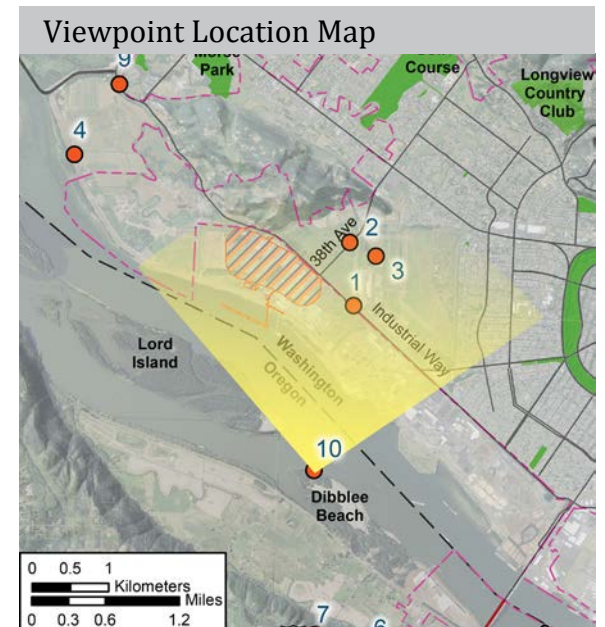 Viewpoint Location Map
9
Park
Course
Longview
Country
Club
4
38th Ave
2
3
1
Industrial Way
Lord
Island
Washington
Oregon
10
Dibblee
Beach
0 0.5 1
Kilometers
Miles
0 0.3 0.6 1.2
7
6